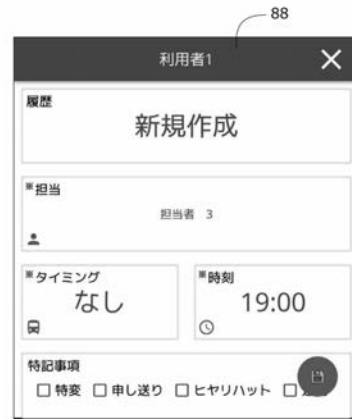 88
利用者1
履歴
新規作成
※担当
担当者 3
※タイミング
なし
※時刻
19:00
特記事項
特変 申し送り ヒヤリハット